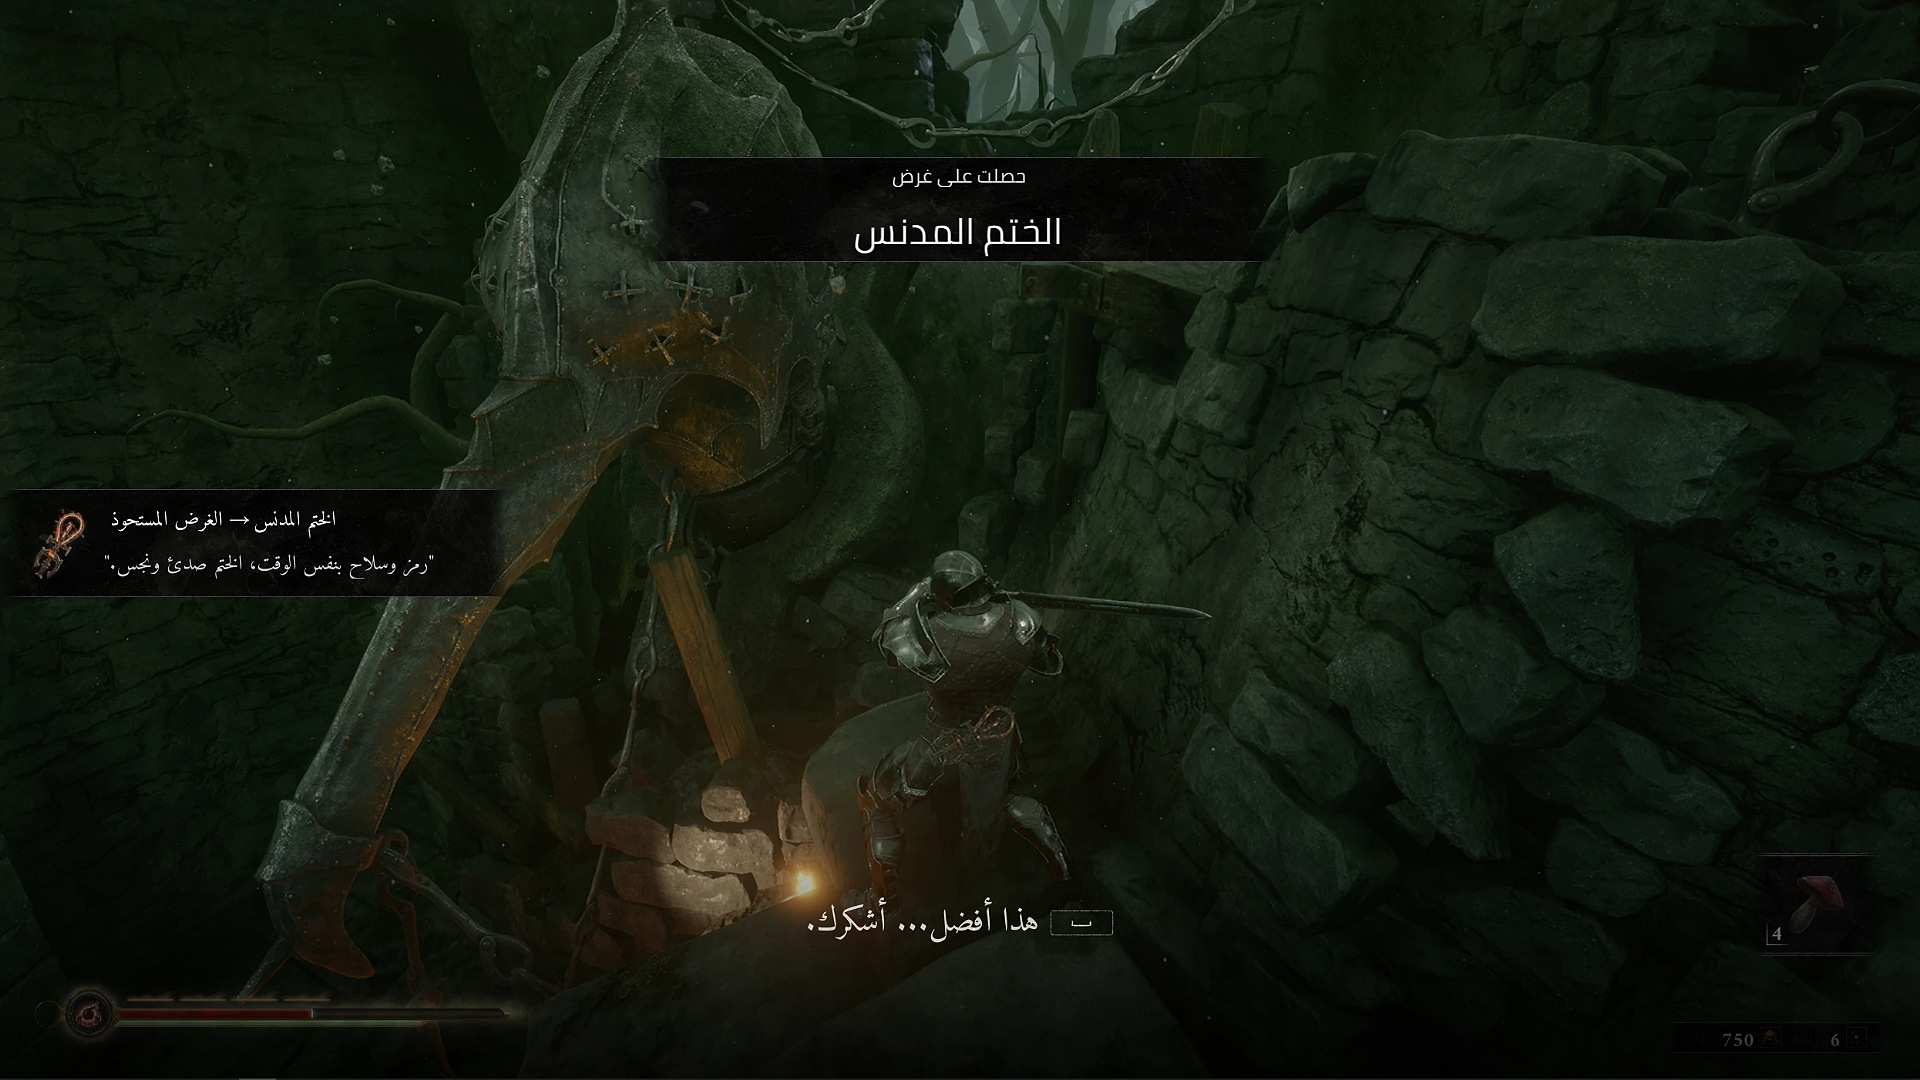 حصلت على غرض
الختم المدنس
الختم المدنس → الغرض المستحوذ
"رمز وسلاح بنفس الوقت، الختم صدئ ونجس."
هذا أفضل... أشكرك.
4
750
6